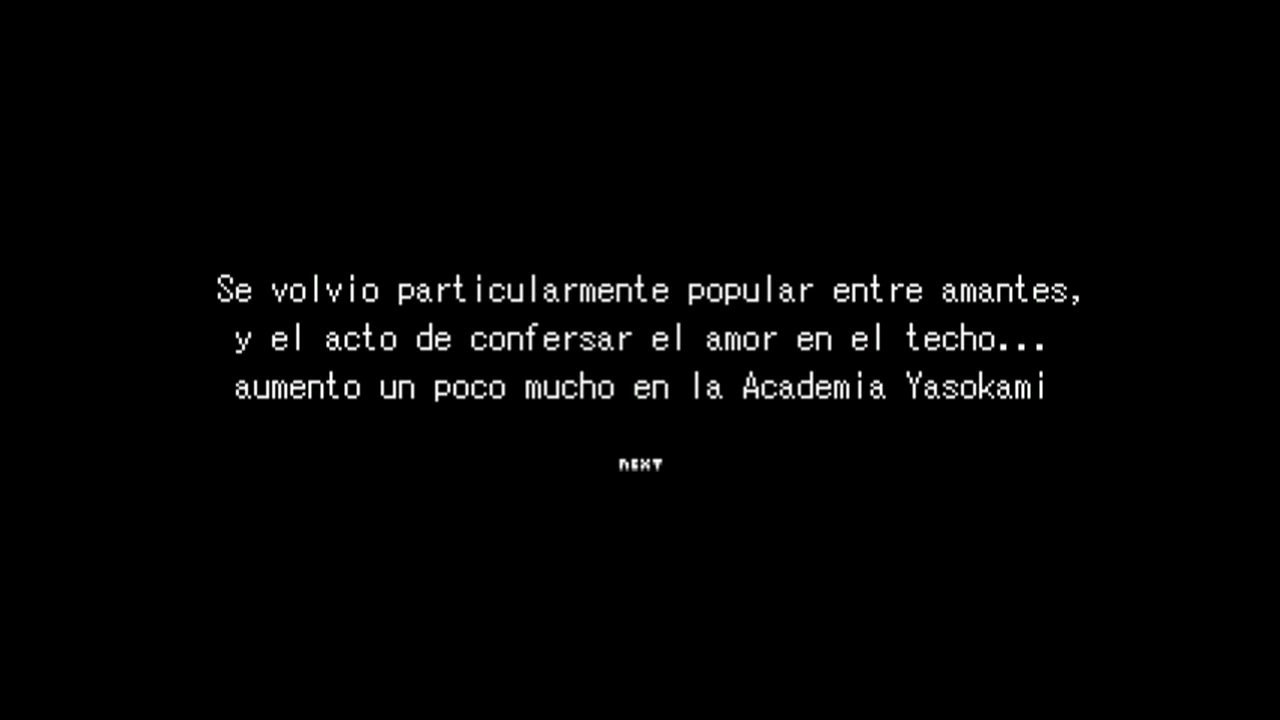 Se volvio particularmente popular entre amantes,
y el acto de confersar el amor en el techo...
aumento un poco mucho en la Academia Yasokami
NEXT